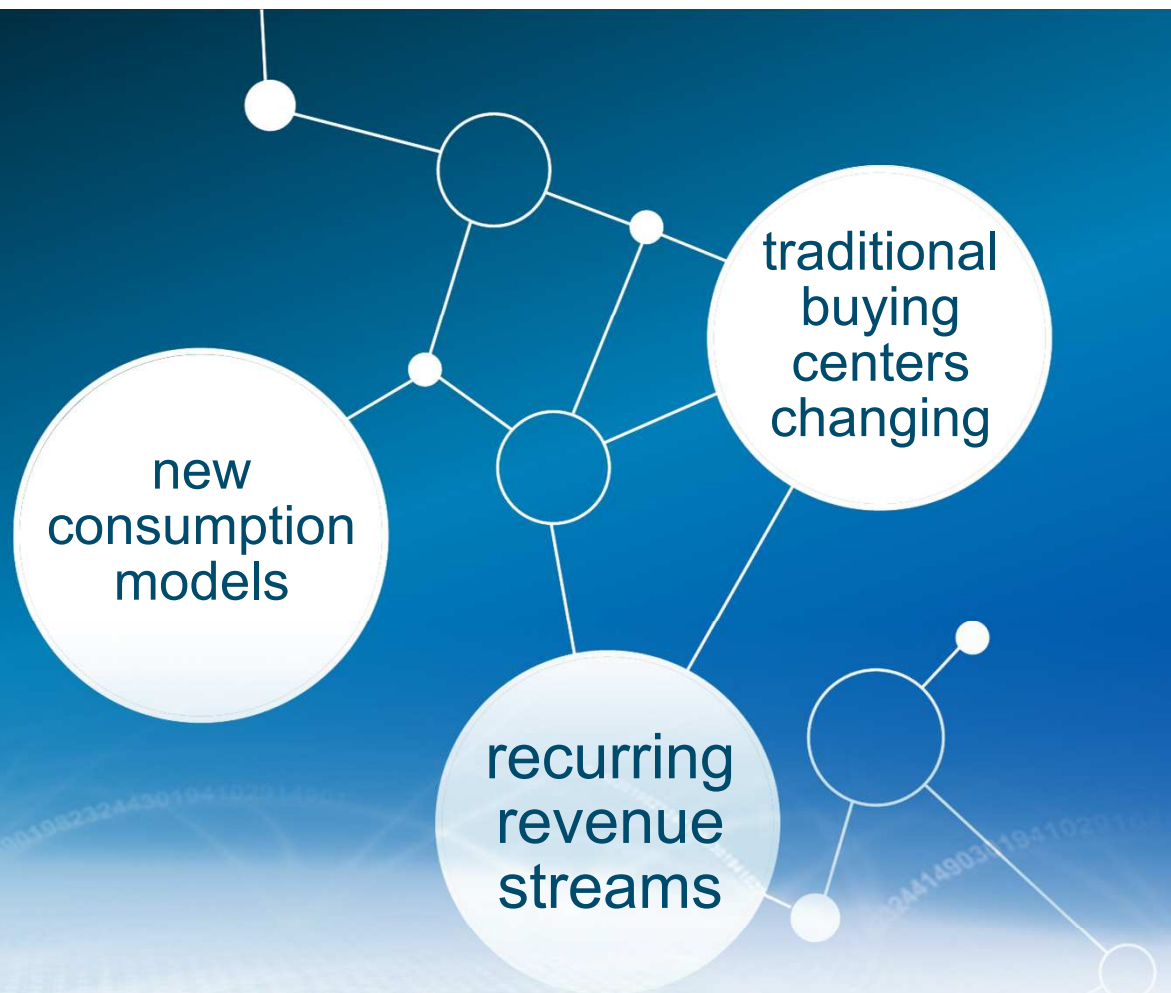 traditional
buying
centers
changing
new
consumption
models
recurring
revenue
streams